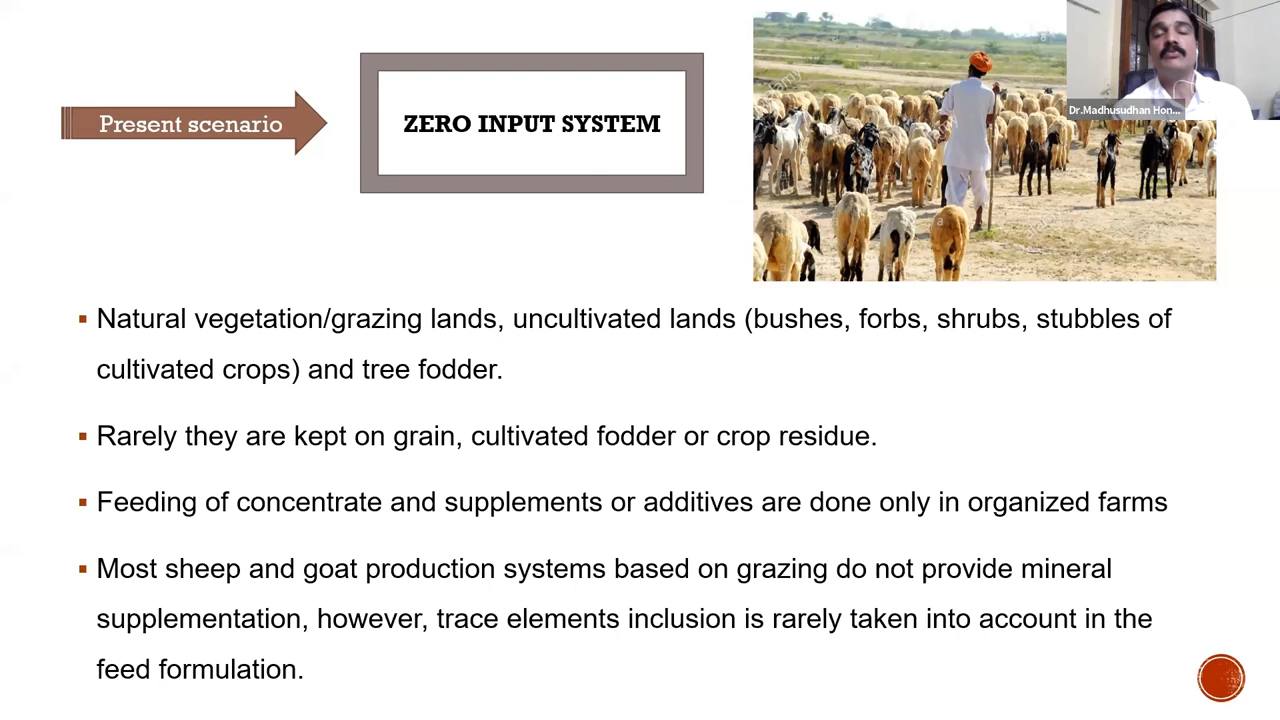 Present scenario
ZERO INPUT SYSTEM
Dr.Madhusudhan Hon...
▪ Natural vegetation/grazing lands, uncultivated lands (bushes, forbs, shrubs, stubbles of
cultivated crops) and tree fodder.
▪ Rarely they are kept on grain, cultivated fodder or crop residue.
▪ Feeding of concentrate and supplements or additives are done only in organized farms
▪ Most sheep and goat production systems based on grazing do not provide mineral
supplementation, however, trace elements inclusion is rarely taken into account in the
feed formulation.